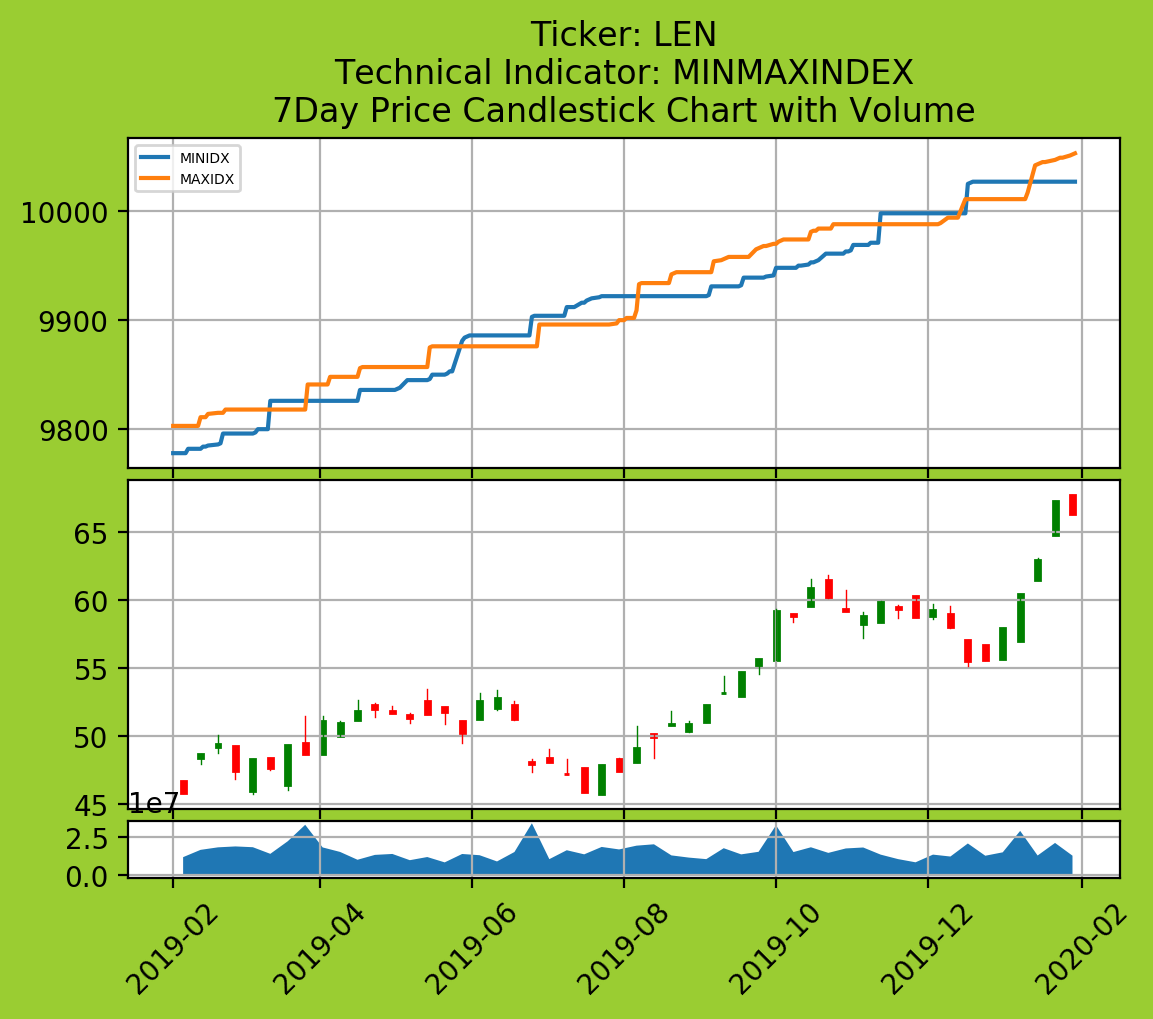 Ticker: LEN
Technical Indicator: MINMAXINDEX
7Day Price Candlestick Chart with Volume
MINIDX
MAXIDX
10000
9900
9800
65
60
55
50
45
1e7
2.5
0.0
2019-02
2019-04
2019-06
2019-08
2019-10
2019-12
2020-02